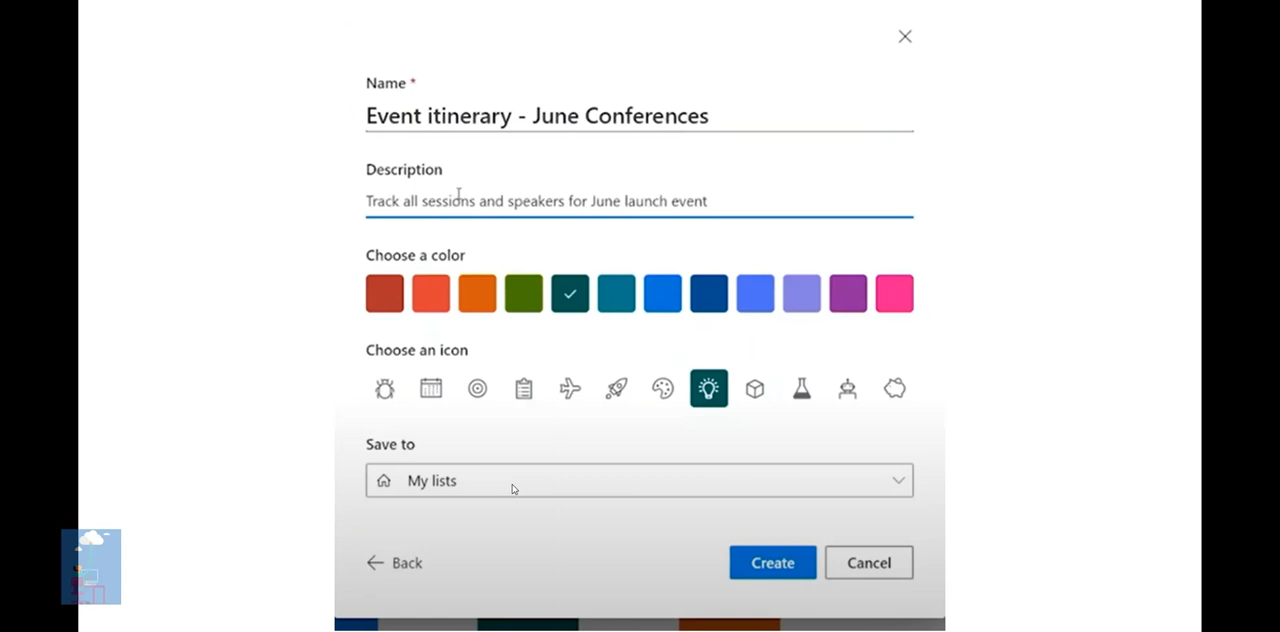 Name *
Event itinerary - June Conferences
Description
Track all sessions and speakers for June launch event
Choose a color
Choose an icon
Save to
My lists
Back
Create
Cancel